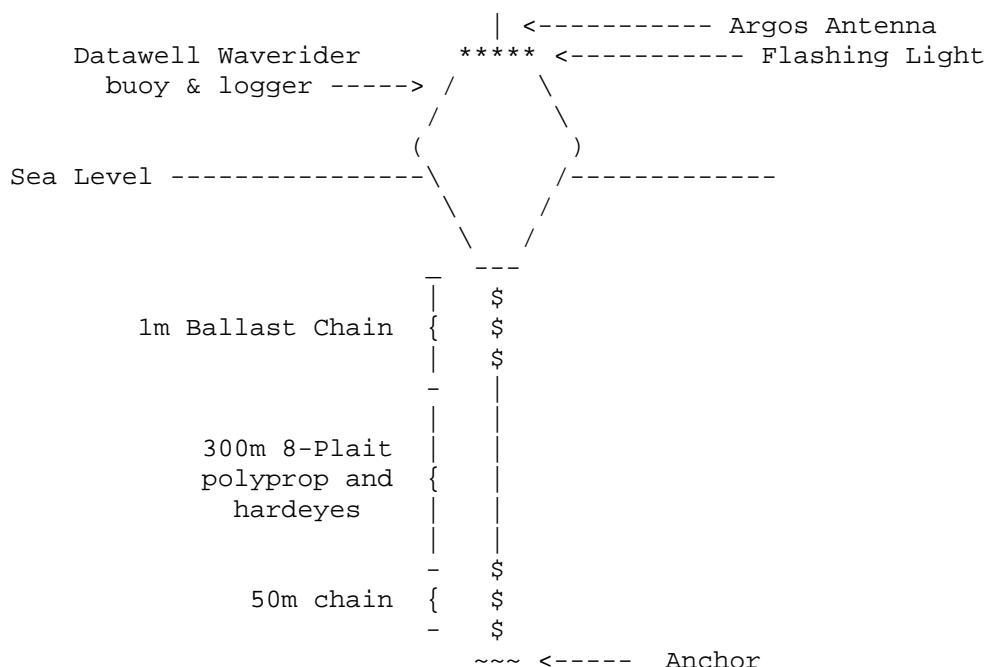 | <----------- Argos Antenna
Datawell Waverider ***** <----------- Flashing Light
buoy & logger -----> / \
/ \
( )
Sea Level ----------------\ /-------------
\ /
\ /
_ ---
| $
1m Ballast Chain { $
| $
- |
| |
300m 8-Plait | |
polyprop and { |
hardeyes | |
| |
- $
50m chain { $
- $
~~~ <----- Anchor